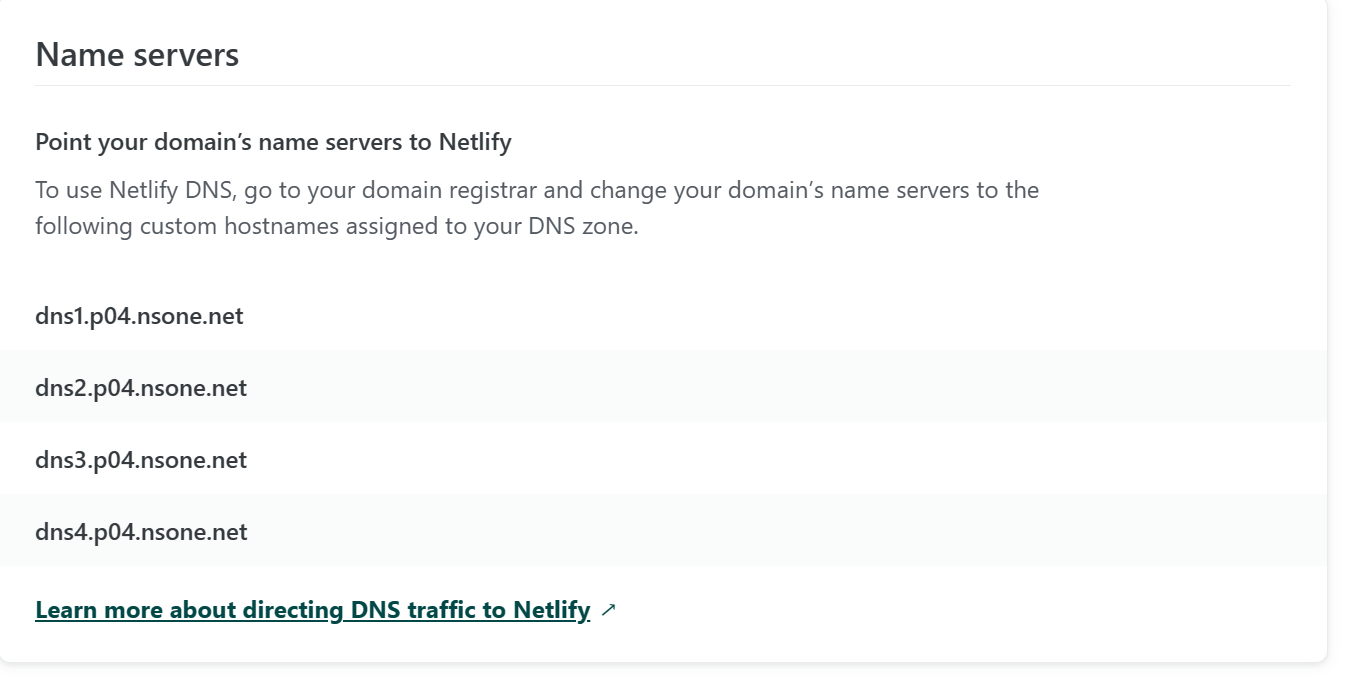 Name servers
Point your domain’s name servers to Netlify
To use Netlify DNS, go to your domain registrar and change your domain’s name servers to the
following custom hostnames assigned to your DNS zone.
dns1.p04.nsone.net
dns2.p04.nsone.net
dns3.p04.nsone.net
dns4.p04.nsone.net
Learn more about directing DNS traffic to Netlify ↗